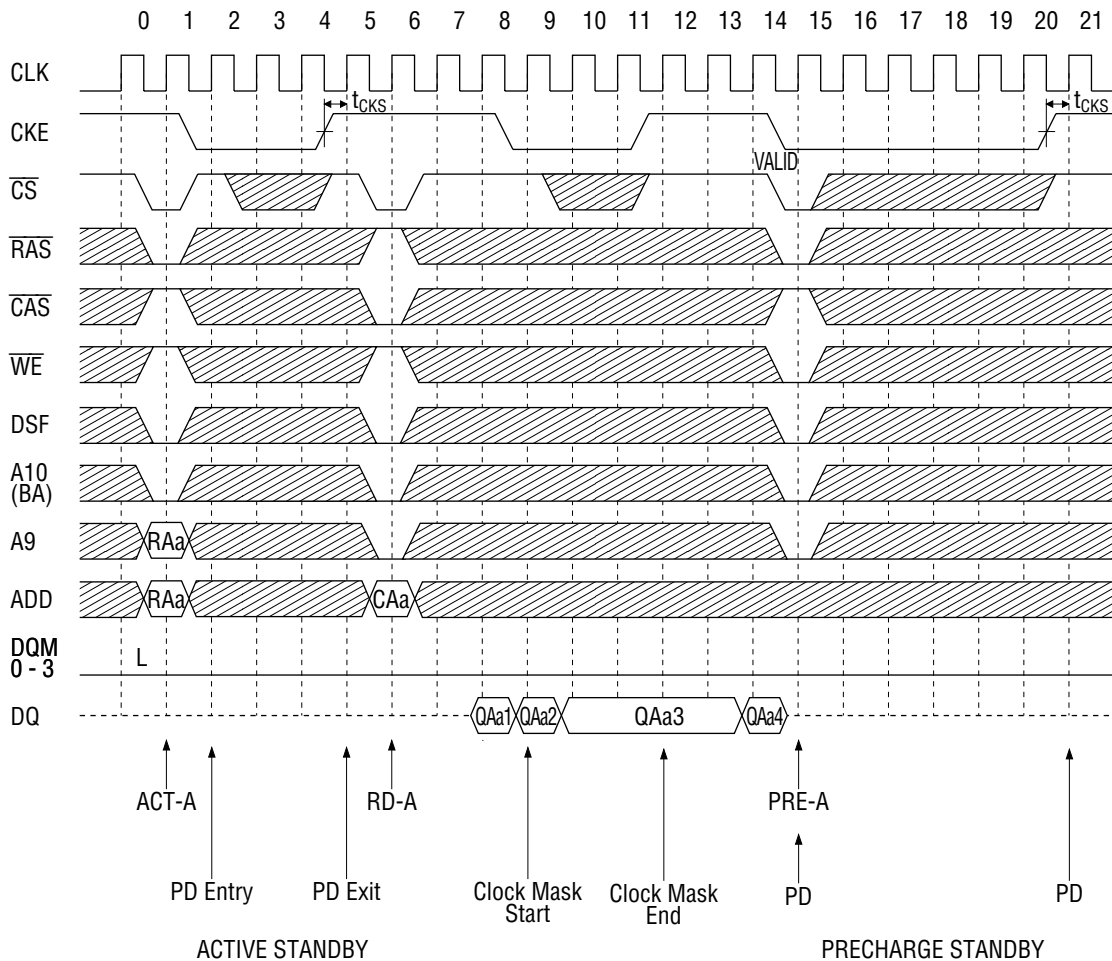 0 1 2 3 4 5 6 7 8 9 10 11 12 13 14 15 16 17 18 19 20 21
CLK
tCKS tCKS
CKE
VALID
CS
RAS
CAS
WE
DSF
A10
(BA)
A9 RAa
ADD RAa CAa
DQM
0 - 3 L
DQ QAa1 QAa2 QAa3 QAa4
ACT-A RD-A PRE-A
PD Entry PD Exit Clock Mask Start Clock Mask End PD PD
ACTIVE STANDBY PRECHARGE STANDBY